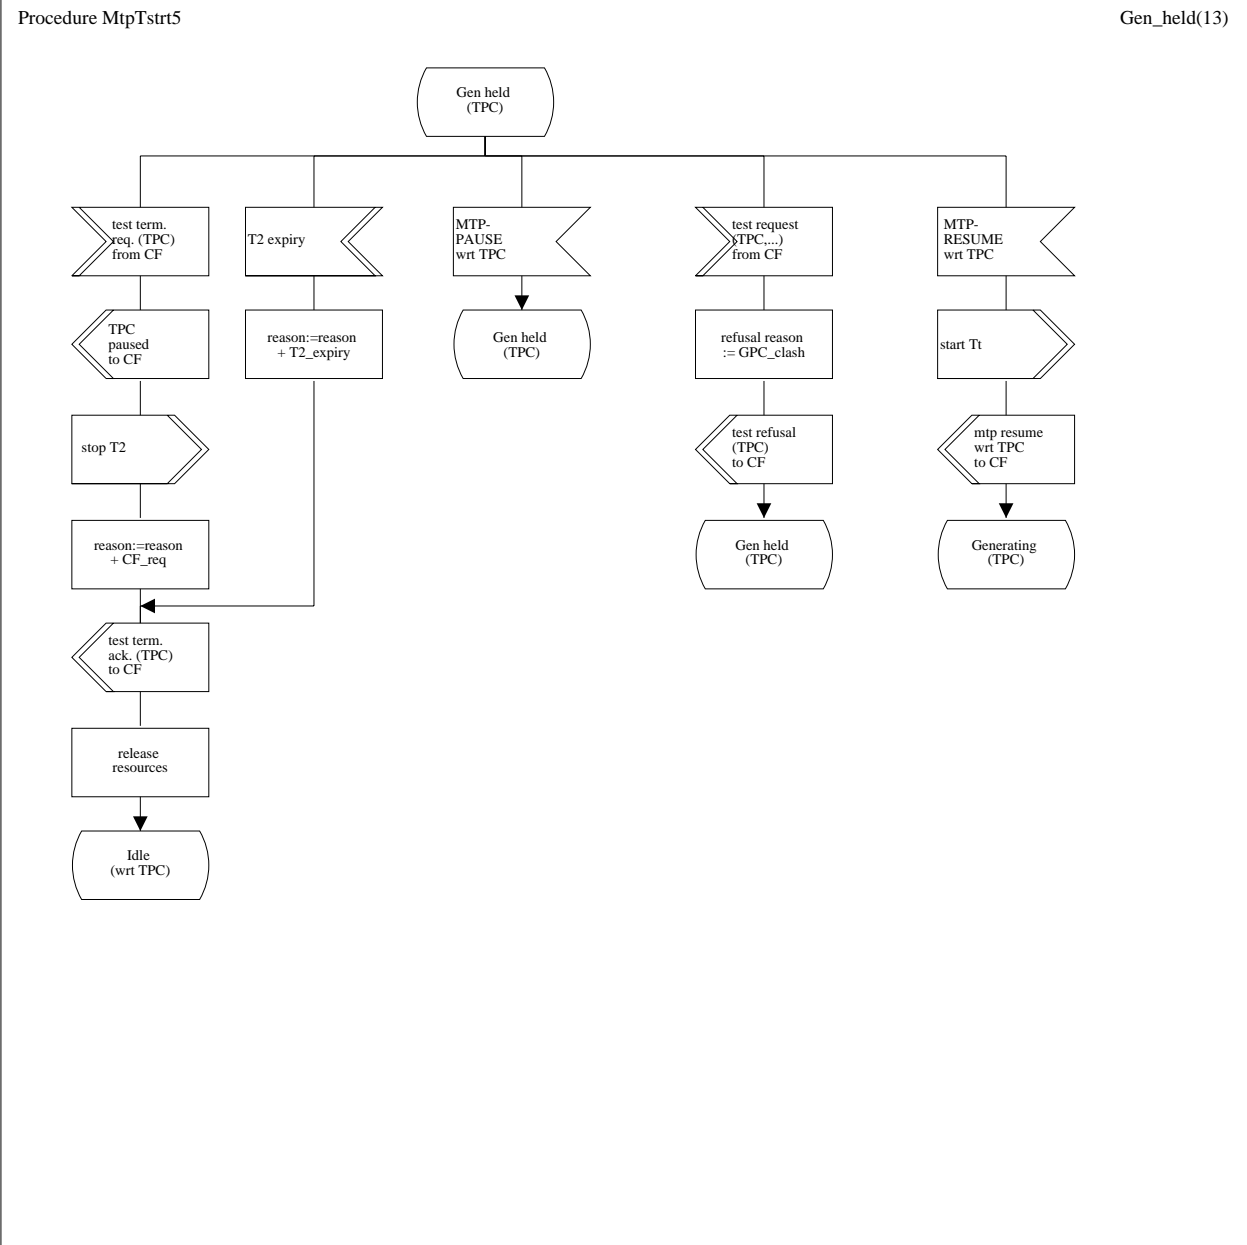 Procedure MtpTstrt5
Gen_held(13)
Gen held
(TPC)
test term.
req. (TPC)
from CF
T2 expiry
MTP-
PAUSE
wrt TPC
test request
(TPC,...)
from CF
MTP-
RESUME
wrt TPC
TPC
paused
to CF
reason:=reason
+ T2_expiry
Gen held
(TPC)
refusal reason
:= GPC_clash
start Tt
stop T2
test refusal
(TPC)
to CF
mtp resume
wrt TPC
to CF
reason:=reason
+ CF_req
Gen held
(TPC)
Generating
(TPC)
test term.
ack. (TPC)
to CF
release
resources
Idle
(wrt TPC)